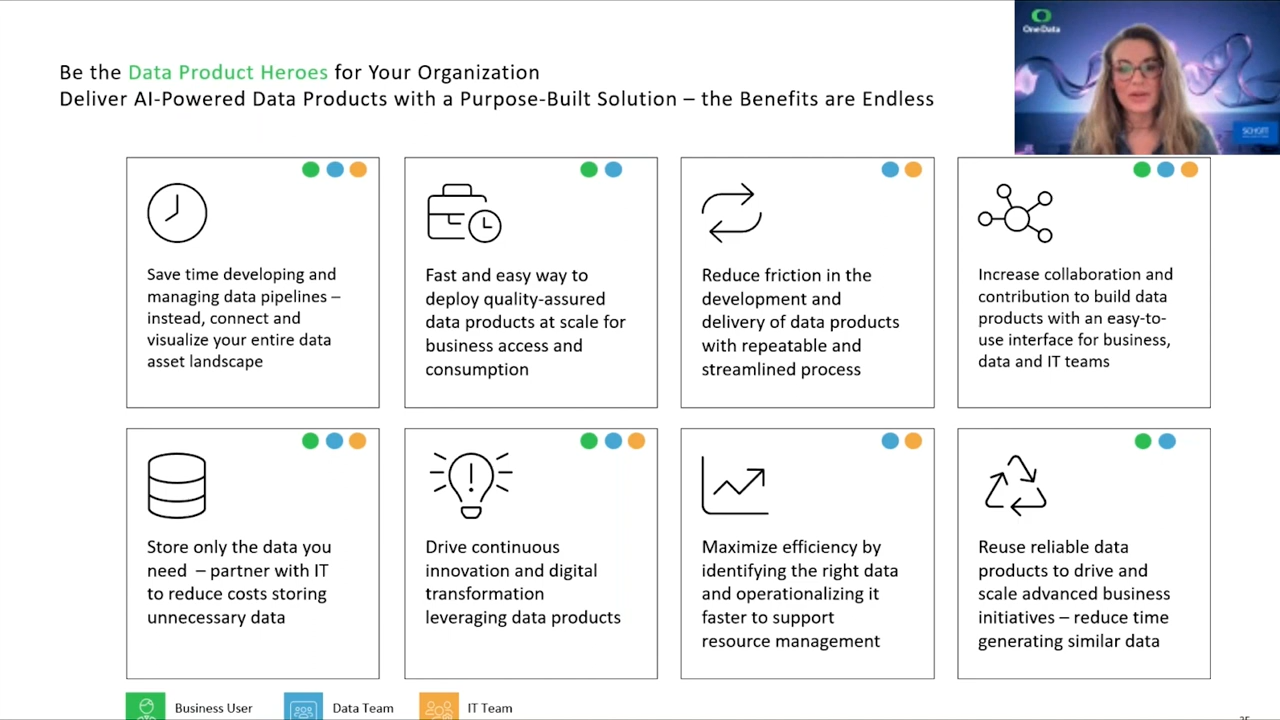 Be the Data Product Heroes for Your Organization
Deliver AI-Powered Data Products with a Purpose-Built Solution – the Benefits are Endless
One Data
SCHOTT
Save time developing and
managing data pipelines –
instead, connect and
visualize your entire data
asset landscape
Fast and easy way to
deploy quality-assured
data products at scale for
business access and
consumption
Reduce friction in the
development and
delivery of data products
with repeatable and
streamlined process
Increase collaboration and
contribution to build data
products with an easy-to-
use interface for business,
data and IT teams
Store only the data you
need – partner with IT
to reduce costs storing
unnecessary data
Drive continuous
innovation and digital
transformation
leveraging data products
Maximize efficiency by
identifying the right data
and operationalizing it
faster to support
resource management
Reuse reliable data
products to drive and
scale advanced business
initiatives – reduce time
generating similar data
Business User
Data Team
IT Team